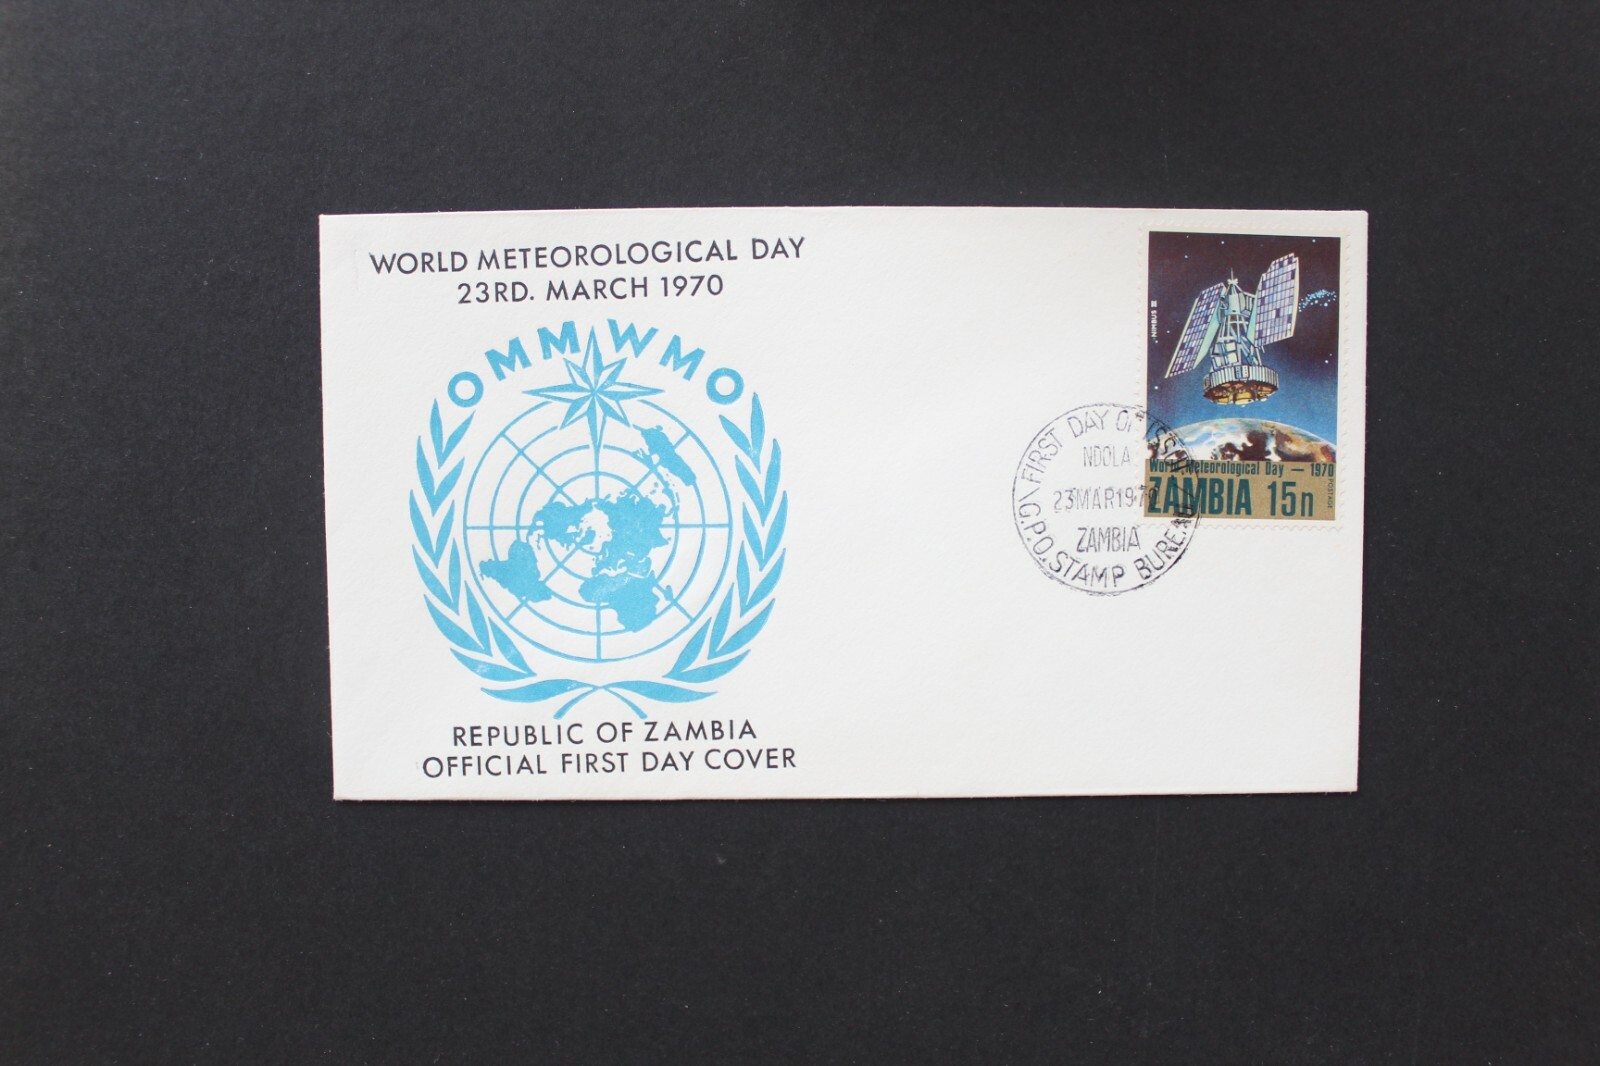 WORLD METEOROLOGICAL DAY
23RD. MARCH 1970
OMM WMO
REPUBLIC OF ZAMBIA
OFFICIAL FIRST DAY COVER
NIMBUS III
World Meteorological Day — 1970
ZAMBIA 15n
POSTAGE
FIRST DAY OF ISSUE
NDOLA
23 MAR 1970
ZAMBIA
G.P.O. STAMP BUREAU